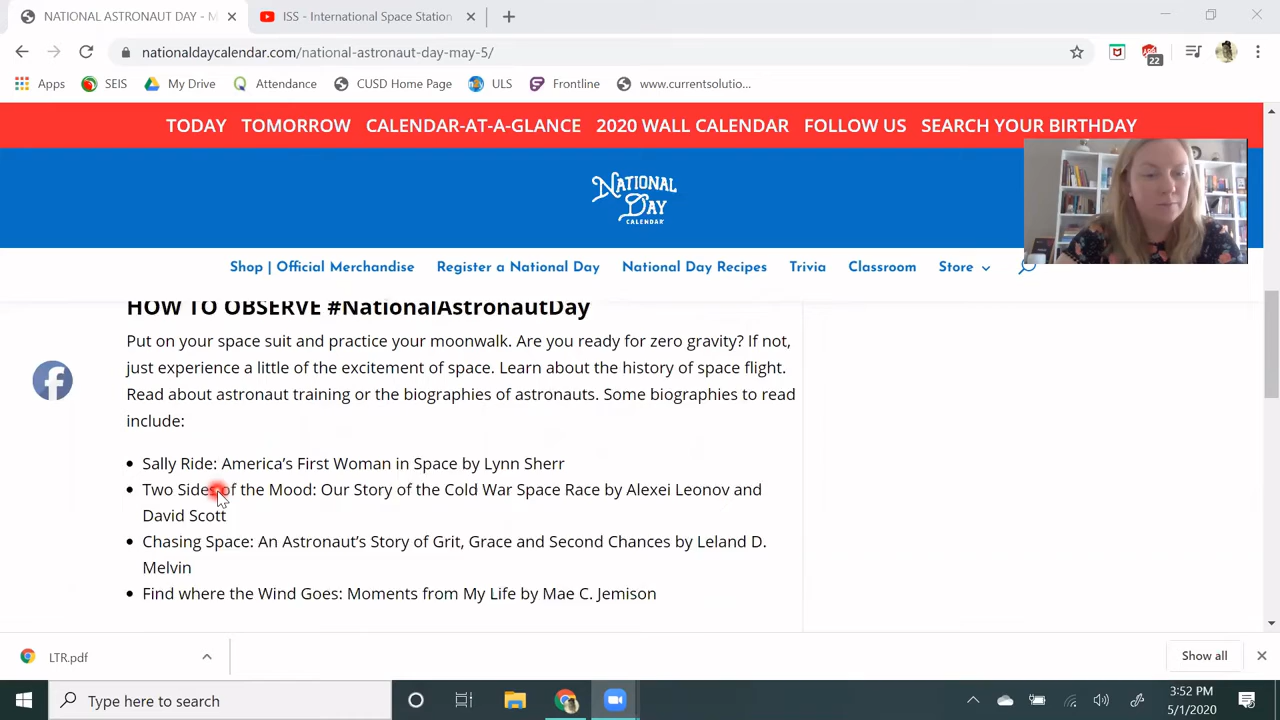 NATIONAL ASTRONAUT DAY - M
ISS - International Space Station
nationaldaycalendar.com/national-astronaut-day-may-5/
22
Apps SEIS My Drive Attendance CUSD Home Page ULS Frontline www.currentsolutio...
TODAY TOMORROW CALENDAR-AT-A-GLANCE 2020 WALL CALENDAR FOLLOW US SEARCH YOUR BIRTHDAY
NATIONAL
DAY
CALENDAR
Shop | Official Merchandise Register a National Day National Day Recipes Trivia Classroom Store
HOW TO OBSERVE #NationalAstronautDay
Put on your space suit and practice your moonwalk. Are you ready for zero gravity? If not,
just experience a little of the excitement of space. Learn about the history of space flight.
Read about astronaut training or the biographies of astronauts. Some biographies to read
include:
Sally Ride: America's First Woman in Space by Lynn Sherr
Two Sides of the Mood: Our Story of the Cold War Space Race by Alexei Leonov and
David Scott
Chasing Space: An Astronaut's Story of Grit, Grace and Second Chances by Leland D.
Melvin
Find where the Wind Goes: Moments from My Life by Mae C. Jemison
LTR.pdf
Show all
Type here to search
3:52 PM
5/1/2020